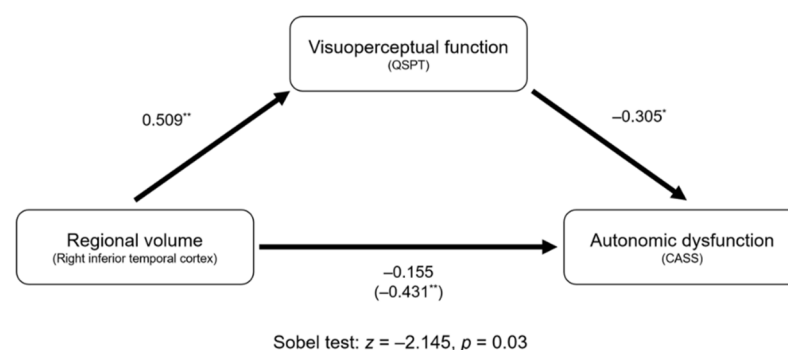 Visuoperceptual function
(QSPT)
0.509**
–0.305*
Regional volume
(Right inferior temporal cortex)
Autonomic dysfunction
(CASS)
–0.155
(–0.431**)
Sobel test: z = –2.145, p = 0.03